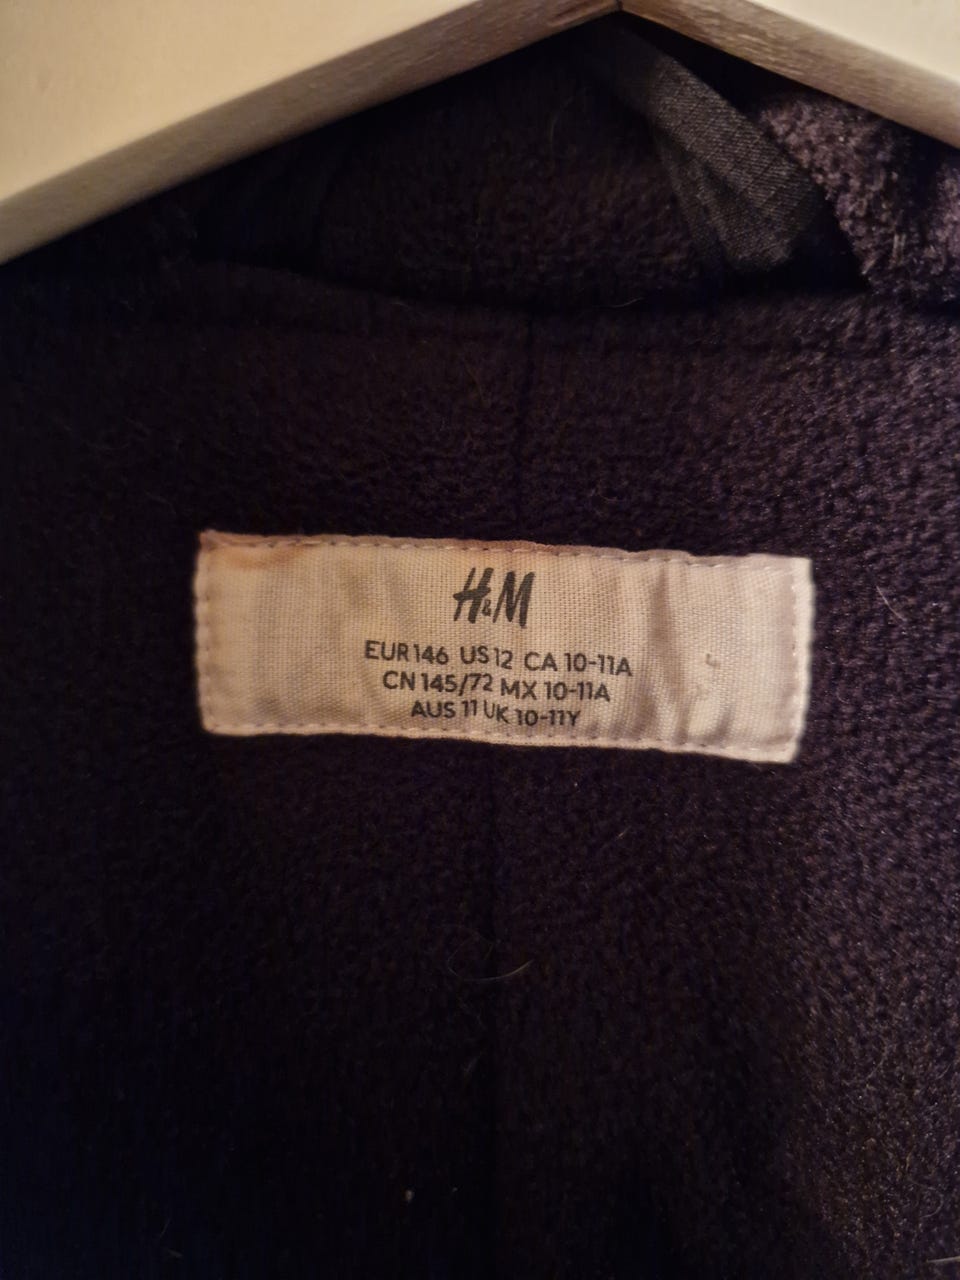 H&M
EUR 146 US 12 CA 10-11A
CN 145/72 MX 10-11A
AUS 11 UK 10-11Y